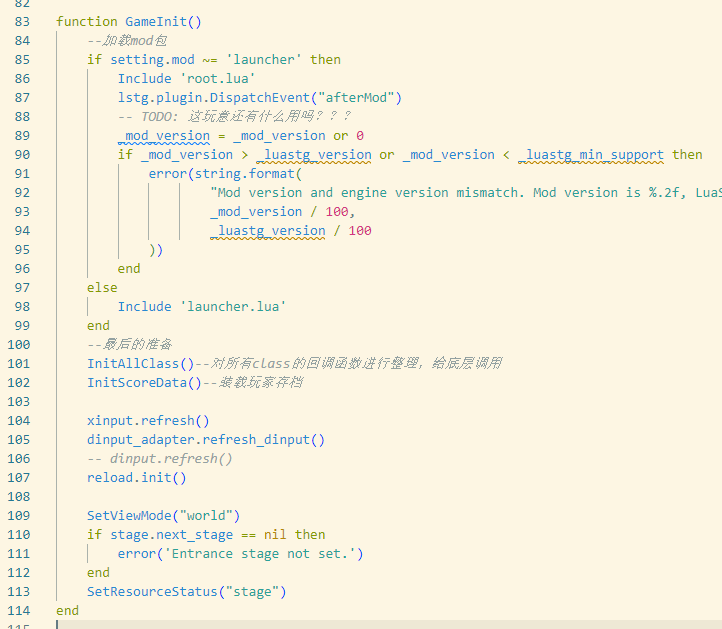 82
83 function GameInit()
84 --加载mod包
85 if setting.mod ~= 'launcher' then
86 Include 'root.lua'
87 lstg.plugin.DispatchEvent("afterMod")
88 -- TODO: 这玩意还有什么用吗？？？
89 _mod_version = _mod_version or 0
90 if _mod_version > _luastg_version or _mod_version < _luastg_min_support then
91 error(string.format(
92 "Mod version and engine version mismatch. Mod version is %.2f, LuaS
93 _mod_version / 100,
94 _luastg_version / 100
95 ))
96 end
97 else
98 Include 'launcher.lua'
99 end
100 --最后的准备
101 InitAllClass()--对所有class的回调函数进行整理，给底层调用
102 InitScoreData()--装载玩家存档
103
104 xinput.refresh()
105 dinput_adapter.refresh_dinput()
106 -- dinput.refresh()
107 reload.init()
108
109 SetViewMode("world")
110 if stage.next_stage == nil then
111 error('Entrance stage not set.')
112 end
113 SetResourceStatus("stage")
114 end
115